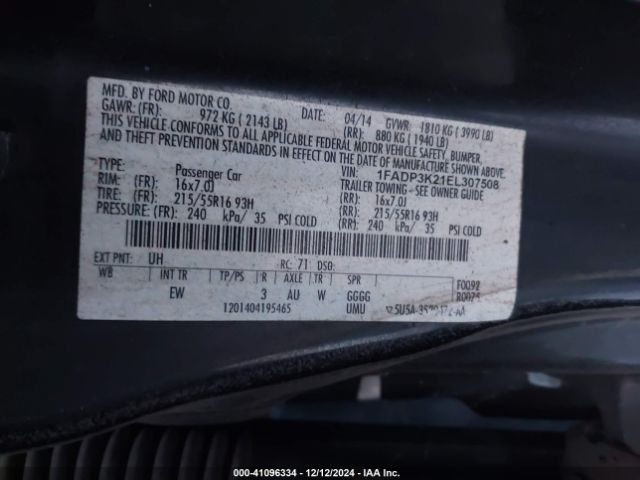 MFD. BY FORD MOTOR CO. DATE: 04/14 GVWR: 1810 KG ( 3990 LB)
GAWR: (FR): 972 KG ( 2143 LB) (RR): 880 KG ( 1940 LB)
THIS VEHICLE CONFORMS TO ALL APPLICABLE FEDERAL MOTOR VEHICLE SAFETY, BUMPER,
AND THEFT PREVENTION STANDARDS IN EFFECT ON THE DATE OF MANUFACTURE SHOWN ABOVE.
VIN: 1FADP3K21EL307508
TYPE: Passenger Car TRAILER TOWING - SEE OWNER GUIDE
RIM: (FR): 16x7.0J (RR): 16x7.0J
TIRE: (FR): 215/55R16 93H (RR): 215/55R16 93H
PRESSURE: (FR): 240 kPa/ 35 PSI COLD (RR): 240 kPa/ 35 PSI COLD
EXT PNT: UH RC: 71 DSO:
WB INT TR TP/PS R AXLE TR SPR F0092
EW 3 AU W GGGG
1201404195465 UMU
000-41096334 - 12/12/2024 - IAA Inc.